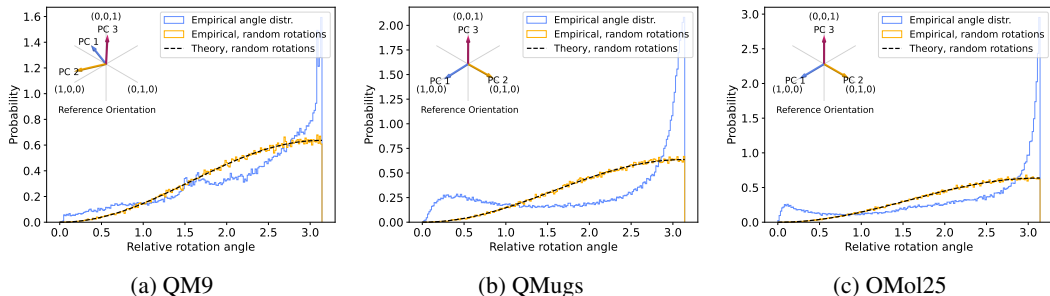 1.6
1.4
1.2
1.0
0.8
0.6
0.4
0.2
0.0
Probability
0.0 0.5 1.0 1.5 2.0 2.5 3.0
Relative rotation angle
(0,0,1)
PC 3
PC 1
PC 2
(1,0,0)
(0,1,0)
Reference Orientation
Empirical angle distr.
Empirical, random rotations
Theory, random rotations
(a) QM9
2.00
1.75
1.50
1.25
1.00
0.75
0.50
0.25
0.00
Probability
0.0 0.5 1.0 1.5 2.0 2.5 3.0
Relative rotation angle
(0,0,1)
PC 3
PC 1
PC 2
(1,0,0)
(0,1,0)
Reference Orientation
Empirical angle distr.
Empirical, random rotations
Theory, random rotations
(b) QMugs
3.0
2.5
2.0
1.5
1.0
0.5
0.0
Probability
0.0 0.5 1.0 1.5 2.0 2.5 3.0
Relative rotation angle
(0,0,1)
PC 3
PC 1
PC 2
(1,0,0)
(0,1,0)
Reference Orientation
Empirical angle distr.
Empirical, random rotations
Theory, random rotations
(c) OMol25